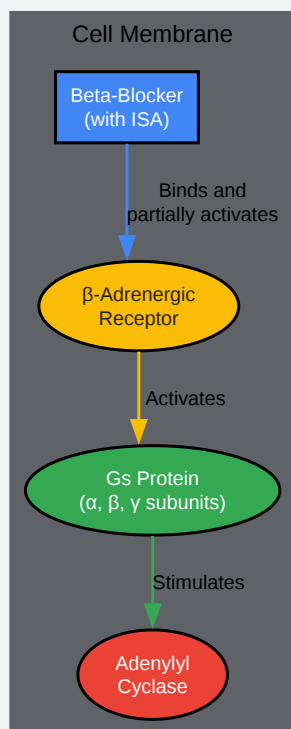 Cell Membrane
Beta-Blocker
(with ISA)
Binds and
partially activates
β-Adrenergic
Receptor
Activates
Gs Protein
(α, β, γ subunits)
Stimulates
Adenylyl
Cyclase